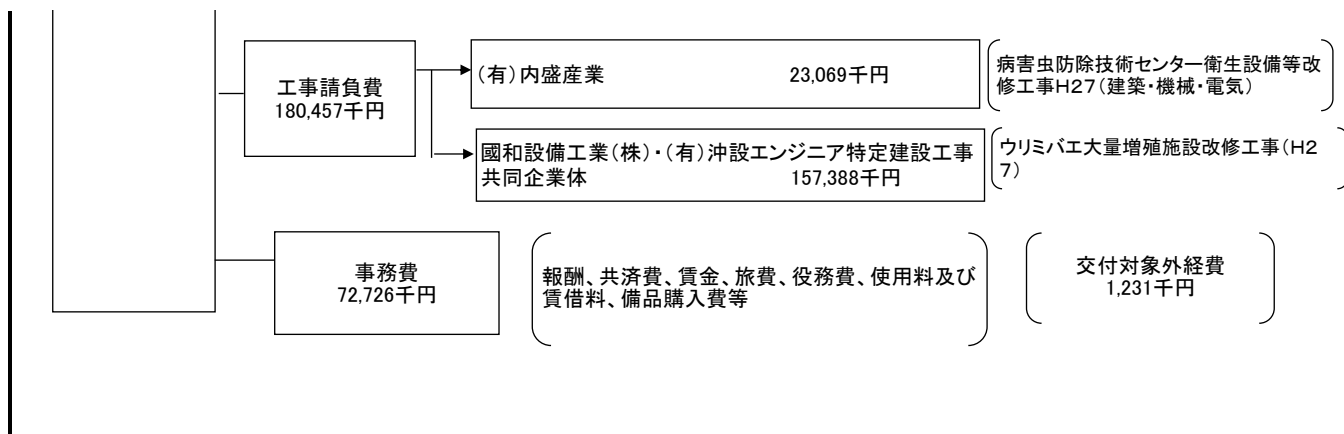 工事請負費
180,457千円
(有)内盛産業 23,069千円
病害虫防除技術センター衛生設備等改
修工事H27(建築・機械・電気)
國和設備工業(株)・(有)沖設エンジニア特定建設工事
共同企業体 157,388千円
ウリミバエ大量増殖施設改修工事(H2
7)
事務費
72,726千円
報酬、共済費、賃金、旅費、役務費、使用料及び
賃借料、備品購入費等
交付対象外経費
1,231千円